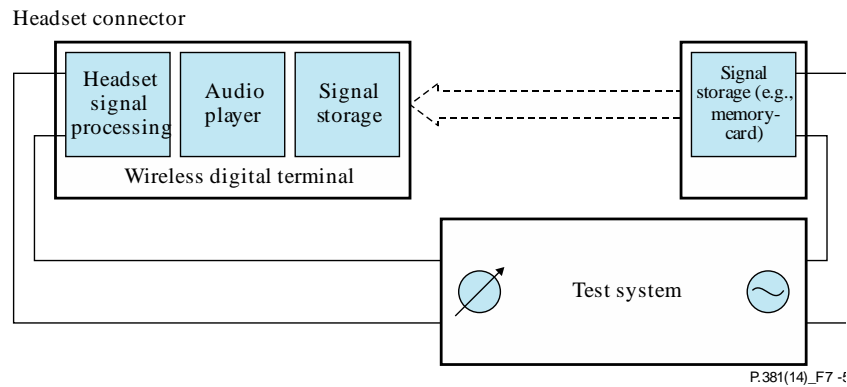 Headset connector
Headset
signal
processing
Audio
player
Signal
storage
Wireless digital terminal
Signal
storage (e.g.,
memory-
card)
Test system
P.381(14)_F7 -5